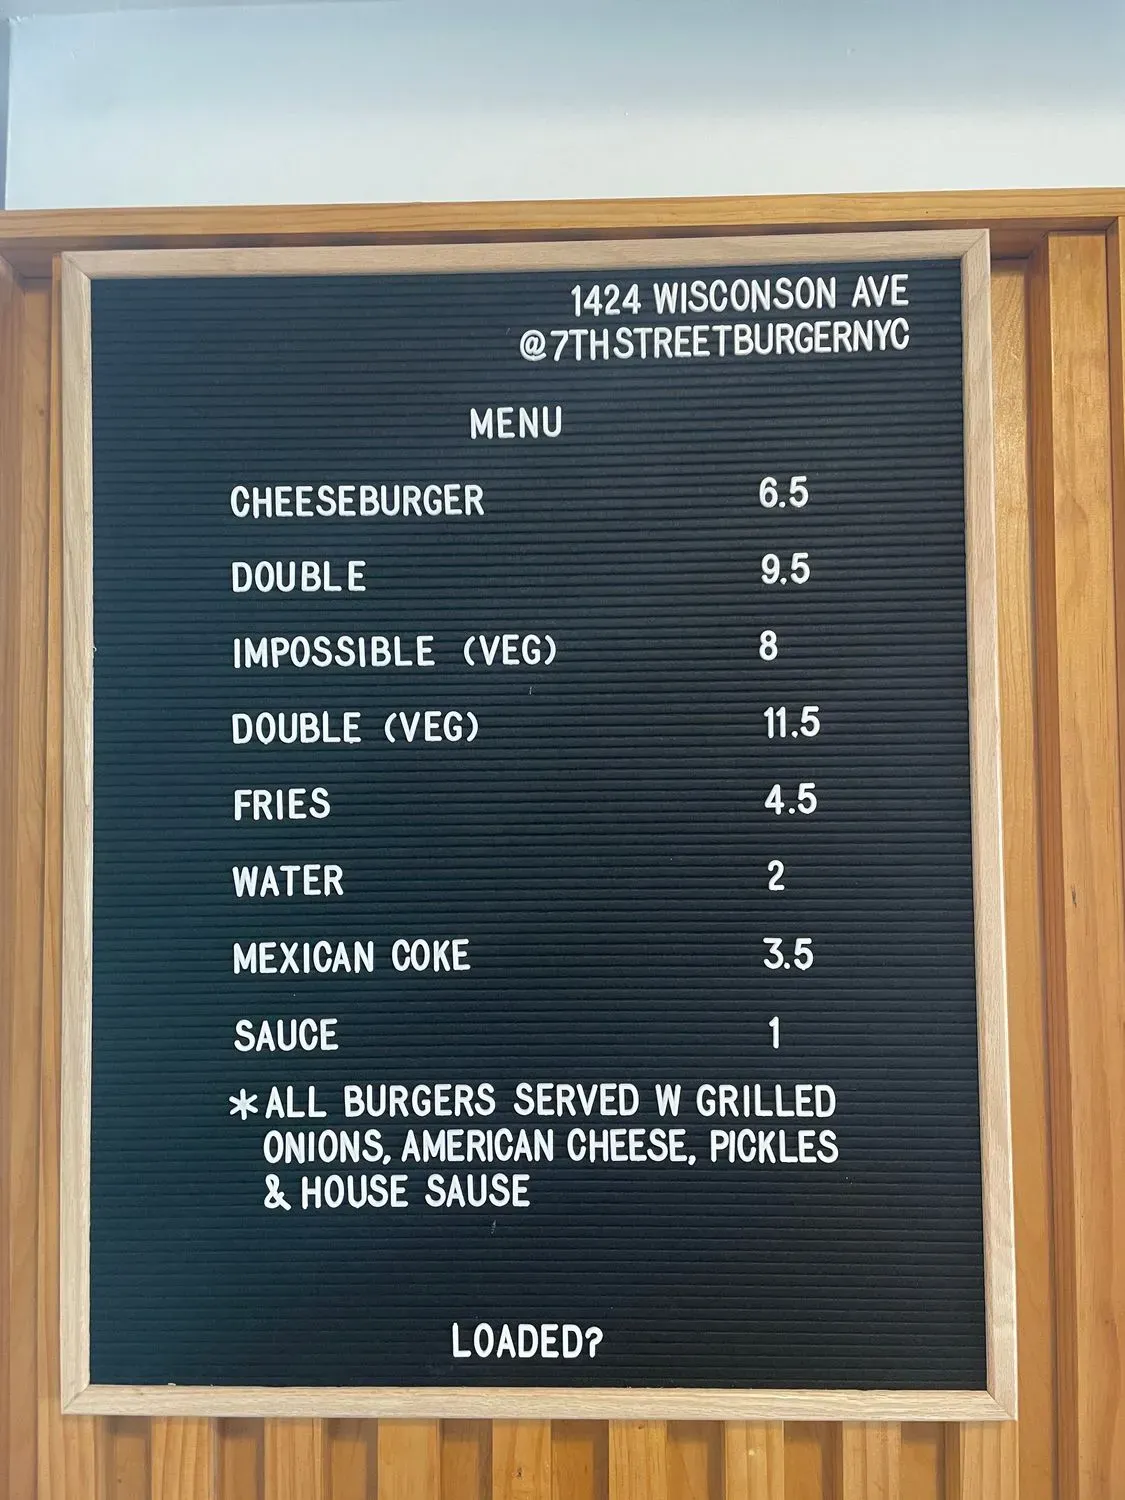 1424 WISCONSON AVE
@7THSTREETBURGERNYC
MENU
CHEESEBURGER 6.5
DOUBLE 9.5
IMPOSSIBLE (VEG) 8
DOUBLE (VEG) 11.5
FRIES 4.5
WATER 2
MEXICAN COKE 3.5
SAUCE 1
*ALL BURGERS SERVED W GRILLED
ONIONS, AMERICAN CHEESE, PICKLES
& HOUSE SAUSE
LOADED?